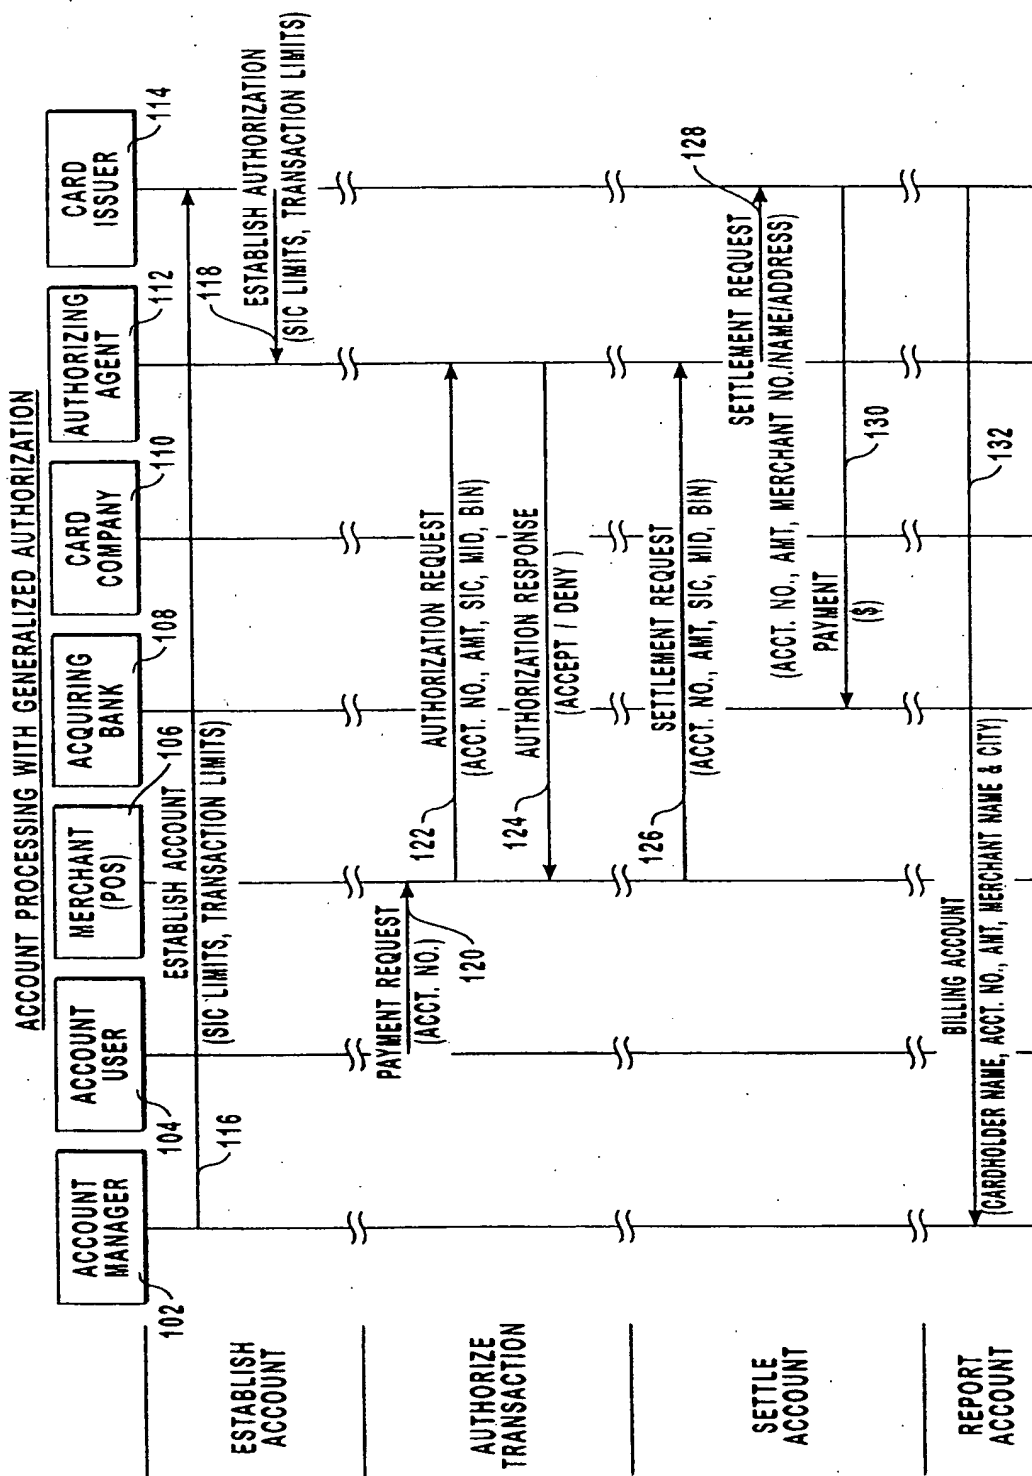 ACCOUNT PROCESSING WITH GENERALIZED AUTHORIZATION
ACCOUNT
MANAGER
102
ACCOUNT
USER
104
MERCHANT
(POS)
106
ACQUIRING
BANK
108
CARD
COMPANY
110
AUTHORIZING
AGENT
112
CARD
ISSUER
114
ESTABLISH
ACCOUNT
116
ESTABLISH ACCOUNT
(SIC LIMITS, TRANSACTION LIMITS)
118
ESTABLISH AUTHORIZATION
(SIC LIMITS, TRANSACTION LIMITS)
AUTHORIZE
TRANSACTION
PAYMENT REQUEST
(ACCT. NO.)
120
122
AUTHORIZATION REQUEST
(ACCT. NO., AMT, SIC, MID, BIN)
124
AUTHORIZATION RESPONSE
(ACCEPT / DENY)
SETTLE
ACCOUNT
126
SETTLEMENT REQUEST
(ACCT. NO., AMT, SIC, MID, BIN)
SETTLEMENT REQUEST
128
(ACCT. NO., AMT, MERCHANT NO./NAME/ADDRESS)
PAYMENT
($)
130
REPORT
ACCOUNT
BILLING ACCOUNT
(CARDHOLDER NAME, ACCT. NO., AMT, MERCHANT NAME & CITY)
132